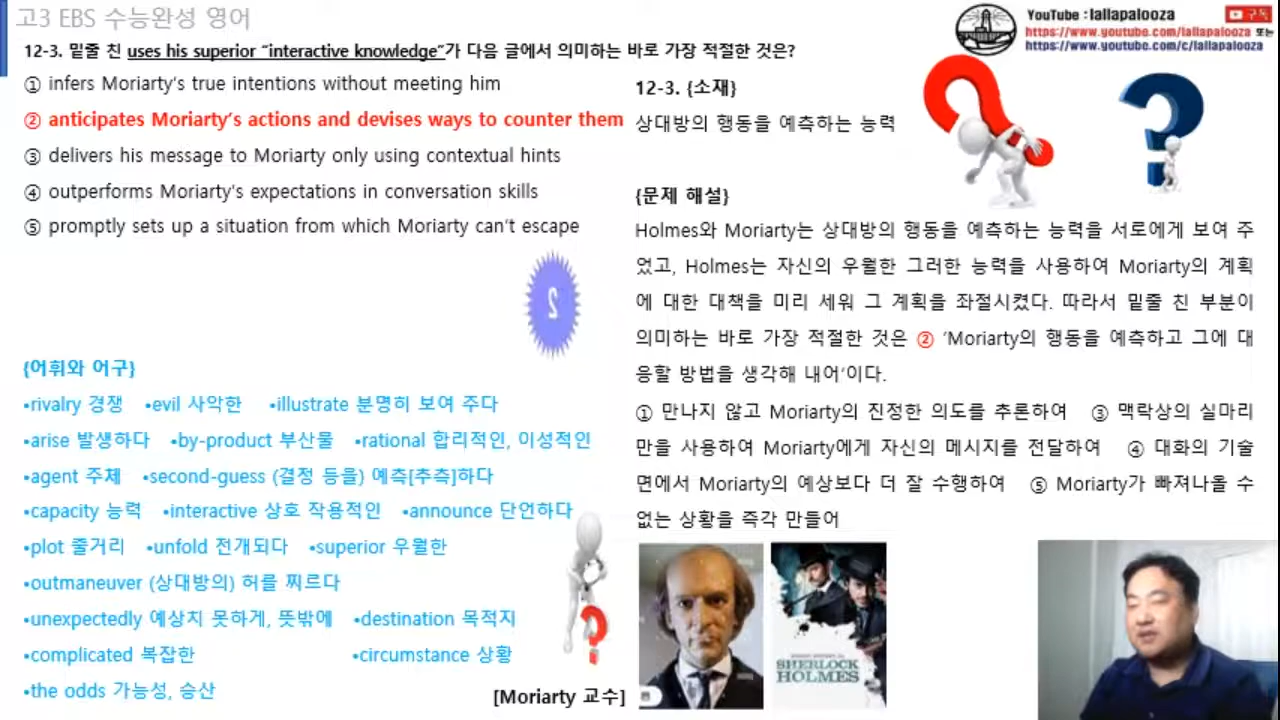 고3 EBS 수능완성 영어
YouTube : lallapalooza
구독
https://www.youtube.com/lallapalooza 또는
https://www.youtube.com/c/lallapalooza
12-3. 밑줄 친 uses his superior “interactive knowledge”가 다음 글에서 의미하는 바로 가장 적절한 것은?
① infers Moriarty’s true intentions without meeting him
② anticipates Moriarty’s actions and devises ways to counter them
③ delivers his message to Moriarty only using contextual hints
④ outperforms Moriarty’s expectations in conversation skills
⑤ promptly sets up a situation from which Moriarty can’t escape
2
{어휘와 어구}
•rivalry 경쟁 •evil 사악한 •illustrate 분명히 보여 주다
•arise 발생하다 •by-product 부산물 •rational 합리적인, 이성적인
•agent 주체 •second-guess (결정 등을) 예측[추측]하다
•capacity 능력 •interactive 상호 작용적인 •announce 단언하다
•plot 줄거리 •unfold 전개되다 •superior 우월한
•outmaneuver (상대방의) 허를 찌르다
•unexpectedly 예상치 못하게, 뜻밖에 •destination 목적지
•complicated 복잡한 •circumstance 상황
•the odds 가능성, 승산
12-3. {소재}
상대방의 행동을 예측하는 능력
{문제 해설}
Holmes와 Moriarty는 상대방의 행동을 예측하는 능력을 서로에게 보여 주
었고, Holmes는 자신의 우월한 그러한 능력을 사용하여 Moriarty의 계획
에 대한 대책을 미리 세워 그 계획을 좌절시켰다. 따라서 밑줄 친 부분이
의미하는 바로 가장 적절한 것은 ② ‘Moriarty의 행동을 예측하고 그에 대
응할 방법을 생각해 내어’이다.
① 만나지 않고 Moriarty의 진정한 의도를 추론하여 ③ 맥락상의 실마리
만을 사용하여 Moriarty에게 자신의 메시지를 전달하여 ④ 대화의 기술
면에서 Moriarty의 예상보다 더 잘 수행하여 ⑤ Moriarty가 빠져나올 수
없는 상황을 즉각 만들어
SHERLOCK
HOLMES
[Moriarty 교수]